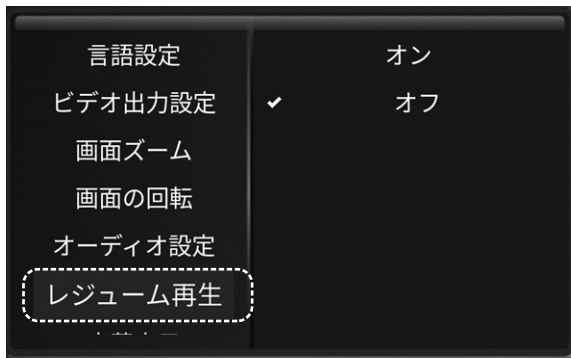 言語設定
ビデオ出力設定
画面ズーム
画面の回転
オーディオ設定
レジューム再生
オン
✔ オフ